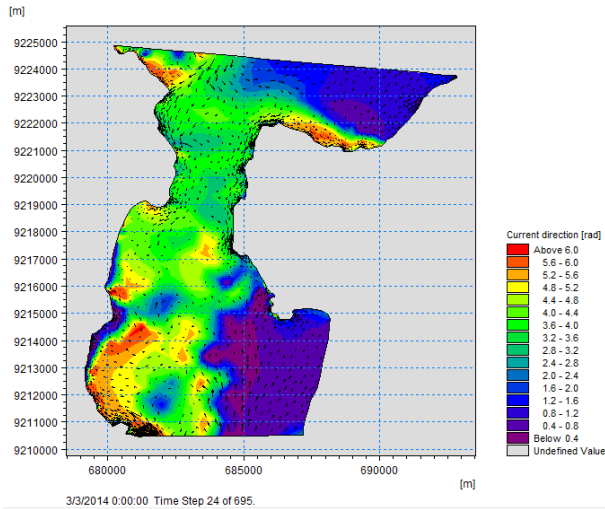 [m]
9225000
9224000
9223000
9222000
9221000
9220000
9219000
9218000
9217000
9216000
9215000
9214000
9213000
9212000
9211000
9210000
680000 685000 690000
[m]
3/3/2014 0:00:00 Time Step 24 of 695.
Current direction [rad]
Above 6.0
5.6 - 6.0
5.2 - 5.6
4.8 - 5.2
4.4 - 4.8
4.0 - 4.4
3.6 - 4.0
3.2 - 3.6
2.8 - 3.2
2.4 - 2.8
2.0 - 2.4
1.6 - 2.0
1.2 - 1.6
0.8 - 1.2
0.4 - 0.8
Below 0.4
Undefined Value